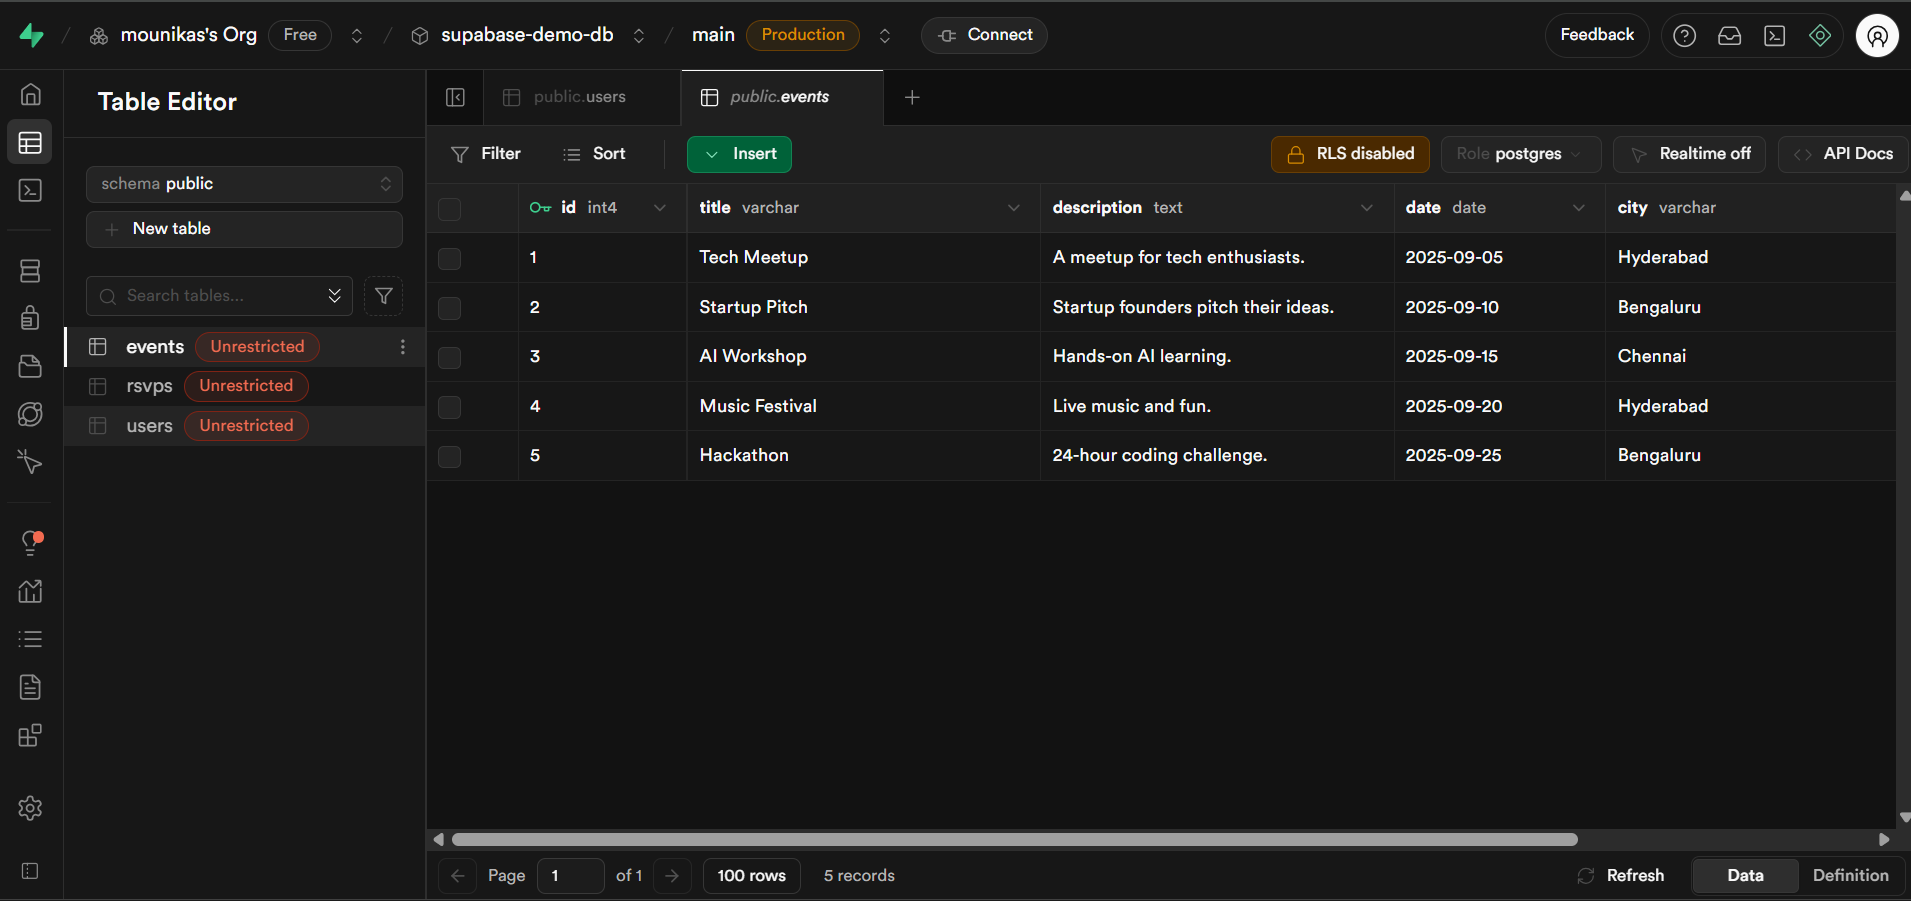 mounikas's Org Free supabase-demo-db main Production Connect Feedback
Table Editor
schema public
New table
Search tables...
events Unrestricted
rsvps Unrestricted
users Unrestricted
public.users public.events
Filter Sort Insert RLS disabled Role postgres Realtime off API Docs
id int4 title varchar description text date date city varchar
1 Tech Meetup A meetup for tech enthusiasts. 2025-09-05 Hyderabad
2 Startup Pitch Startup founders pitch their ideas. 2025-09-10 Bengaluru
3 AI Workshop Hands-on AI learning. 2025-09-15 Chennai
4 Music Festival Live music and fun. 2025-09-20 Hyderabad
5 Hackathon 24-hour coding challenge. 2025-09-25 Bengaluru
Page 1 of 1 100 rows 5 records Refresh Data Definition